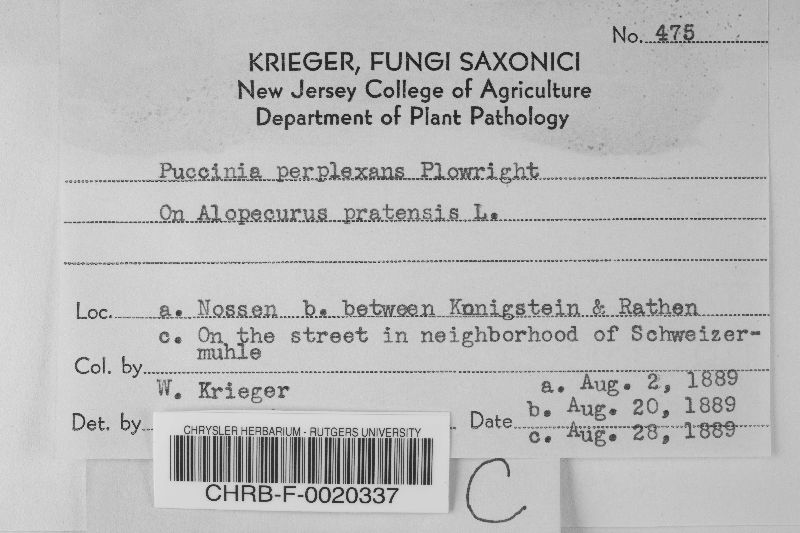 No. 475
KRIEGER, FUNGI SAXONICI
New Jersey College of Agriculture
Department of Plant Pathology
Puccinia perplexans Plowright
On Alopecurus pratensis L.
Loc. a. Nossen b. between Konigstein & Rathen
c. On the street in neighborhood of Schweizer-
muhle
Col. by
W. Krieger a. Aug. 2, 1889
b. Aug. 20, 1889
Det. by Date
c. Aug. 28, 1889
CHRYSLER HERBARIUM - RUTGERS UNIVERSITY
CHRB-F-0020337
C